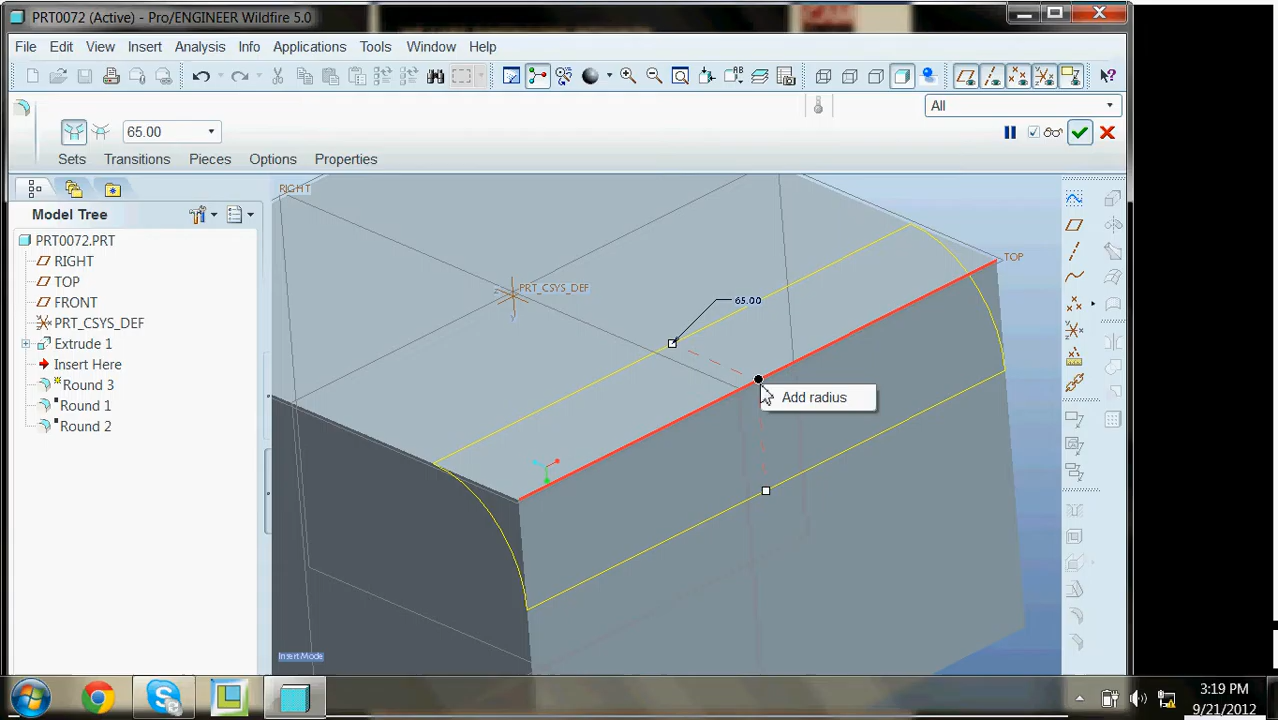 PRT0072 (Active) - Pro/ENGINEER Wildfire 5.0
File Edit View Insert Analysis Info Applications Tools Window Help
All
65.00
Sets Transitions Pieces Options Properties
Model Tree
PRT0072.PRT
RIGHT
TOP
FRONT
PRT_CSYS_DEF
Extrude 1
Insert Here
Round 3
Round 1
Round 2
RIGHT
TOP
PRT_CSYS_DEF
65.00
Add radius
Insert Mode
3:19 PM
9/21/2012